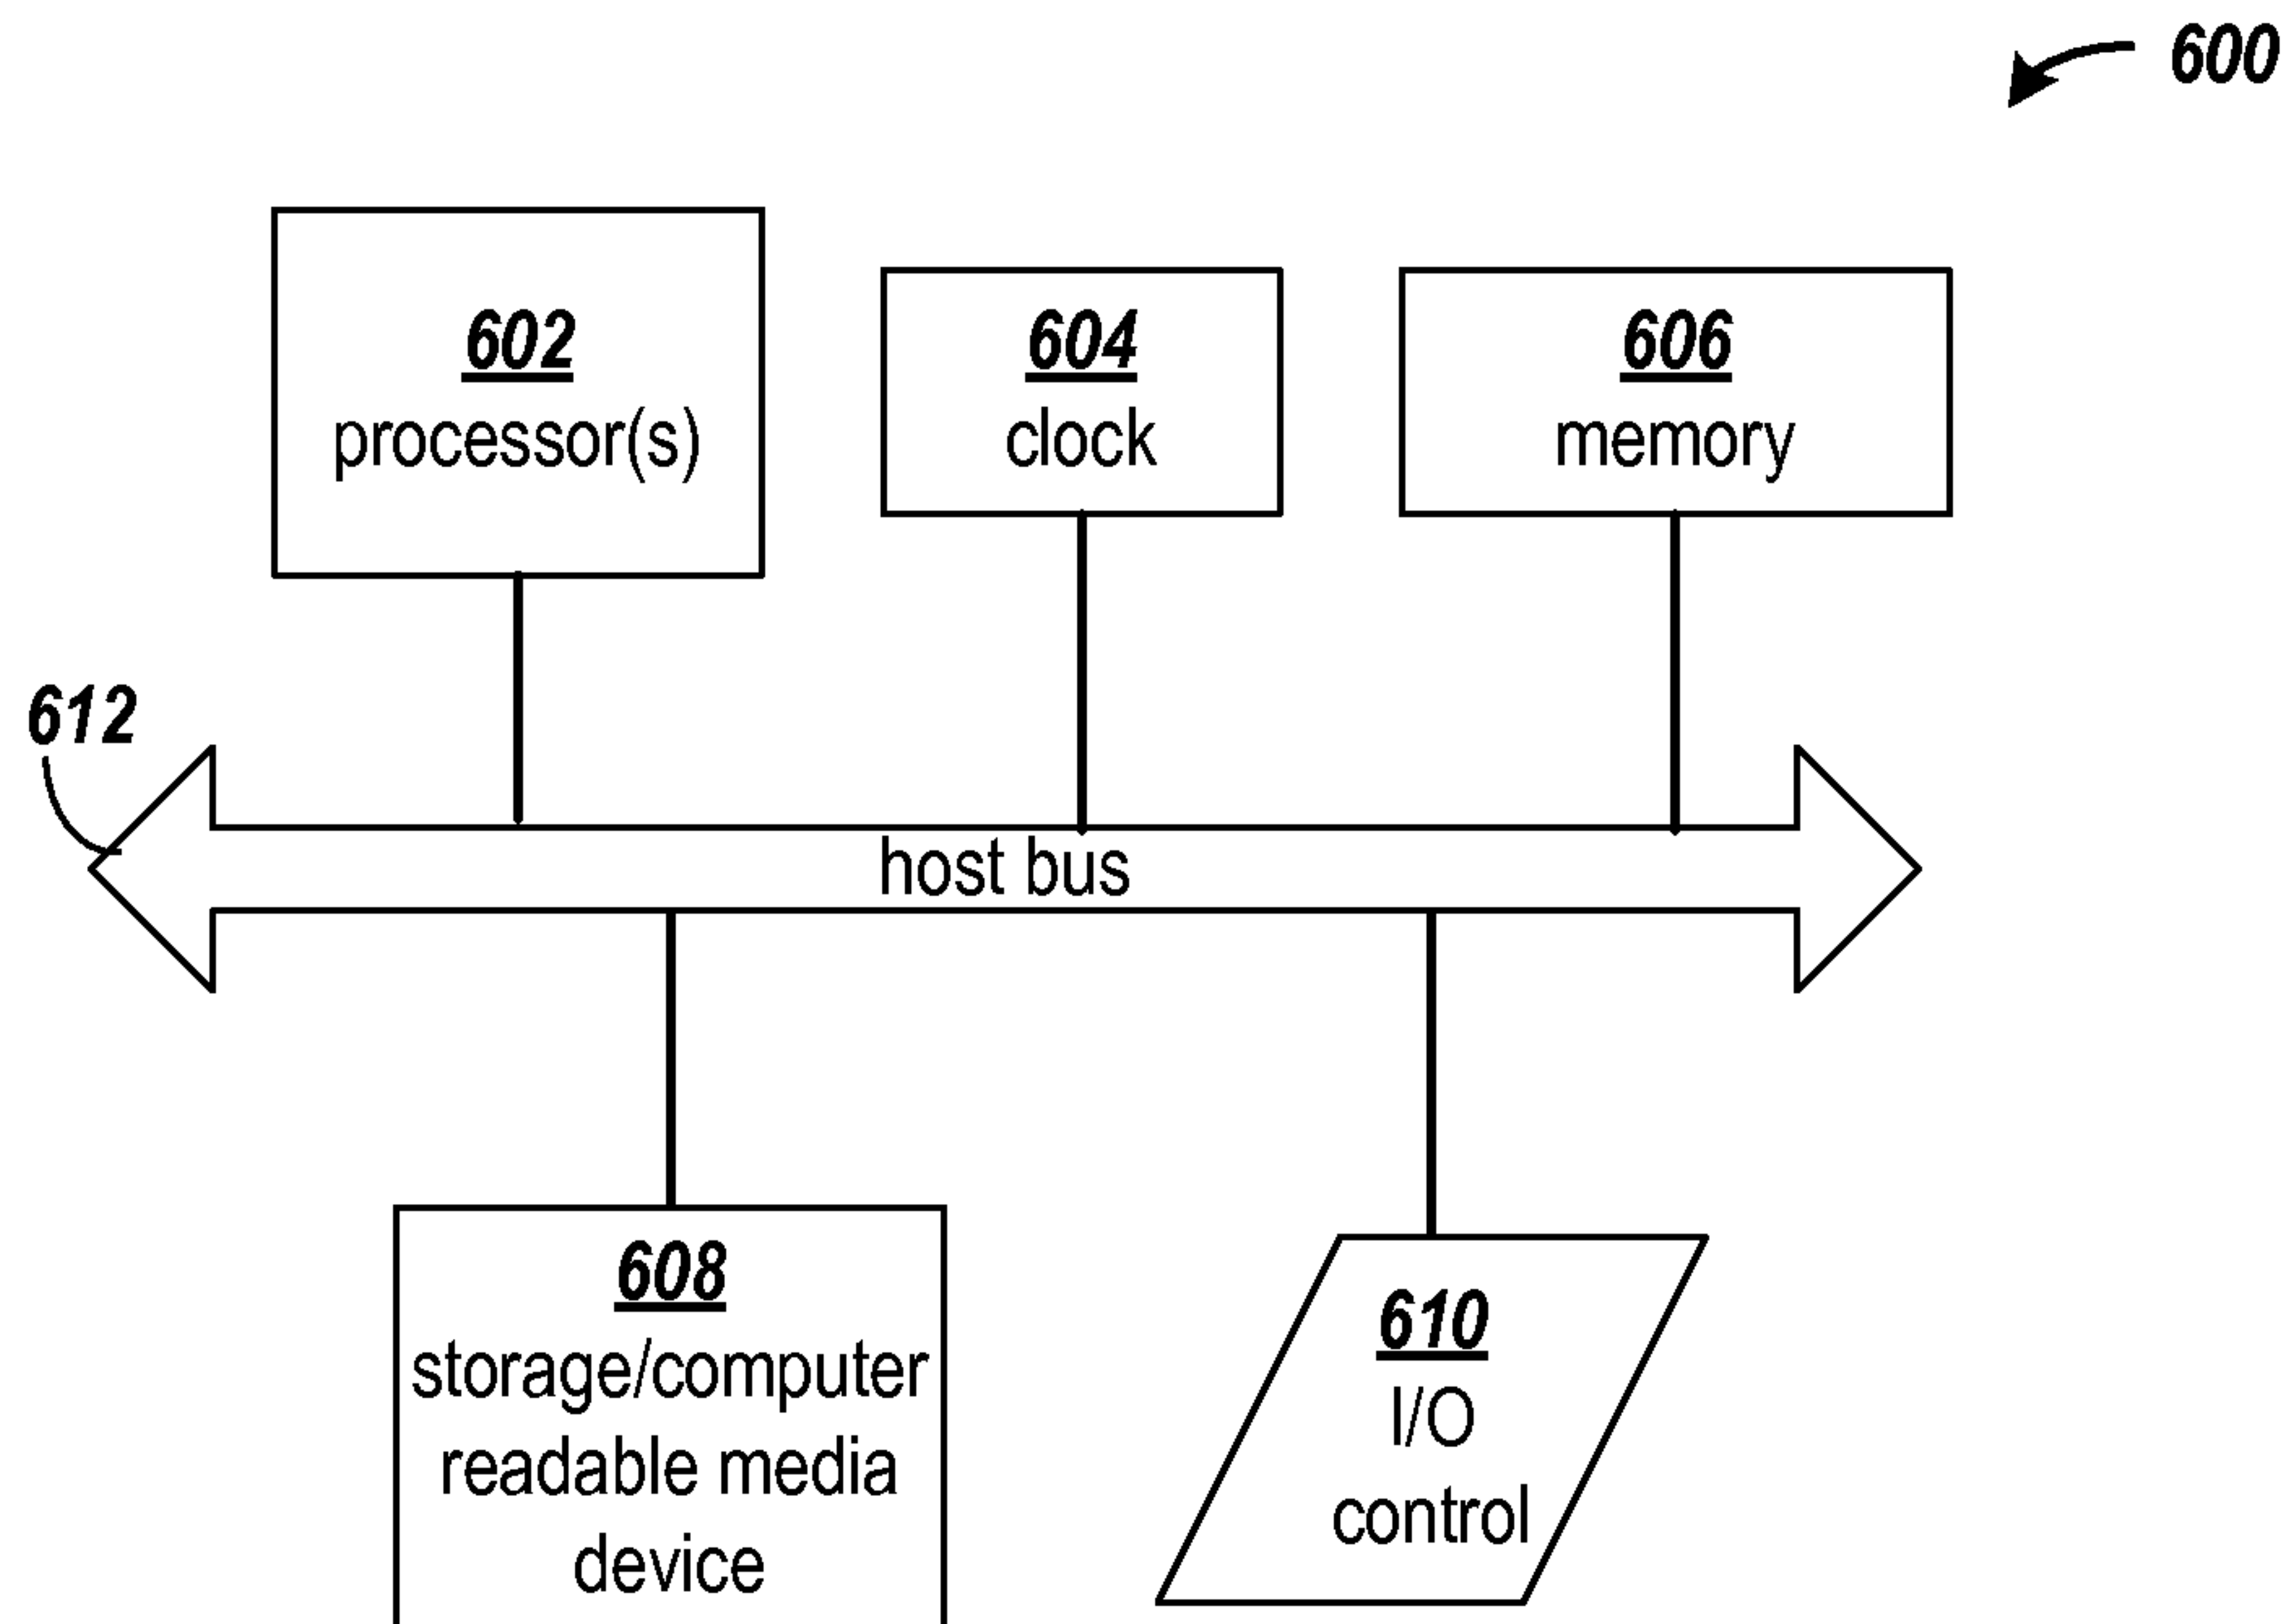 600
602
processor(s)
604
clock
606
memory
612
host bus
608
storage/computer
readable media
device
610
I/O
control